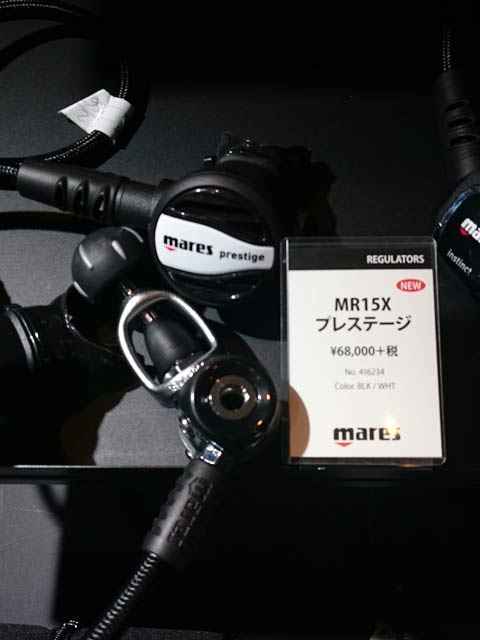 mares prestige
REGULATORS
NEW
MR15X
プレステージ
¥68,000+税
No. 416234
Color. BLK / WHT
mares
instinct
mares